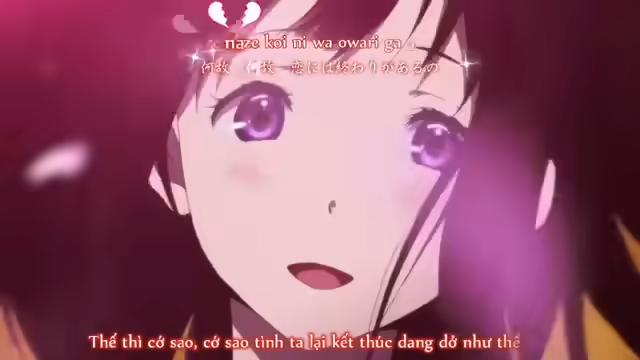 naze koi ni wa owari ga
何故 何故 恋には終わりがあるの
Thế thì cớ sao, cớ sao tình ta lại kết thúc dang dở như thế